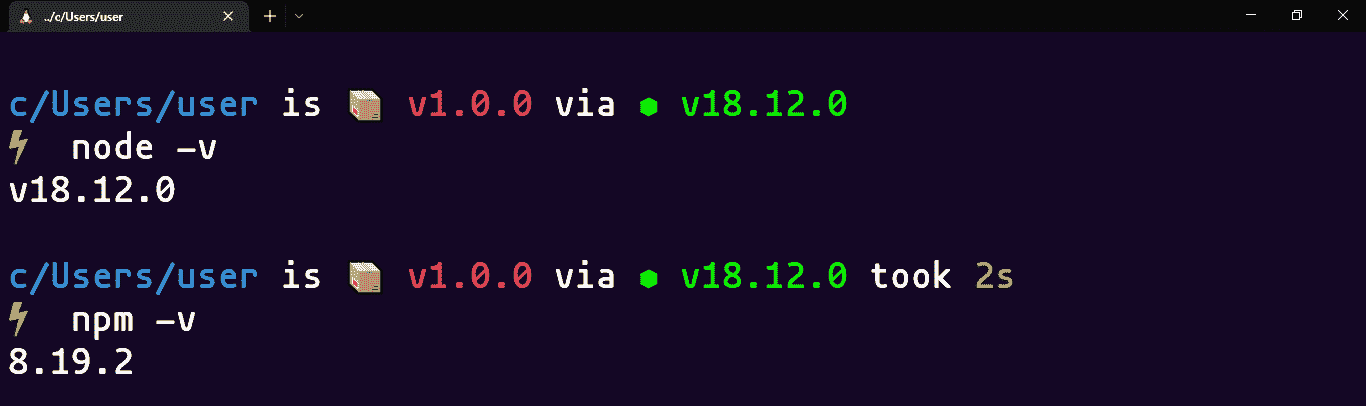 ../c/Users/user
c/Users/user is 📦 v1.0.0 via ⬢ v18.12.0
⚡ node -v
v18.12.0
c/Users/user is 📦 v1.0.0 via ⬢ v18.12.0 took 2s
⚡ npm -v
8.19.2